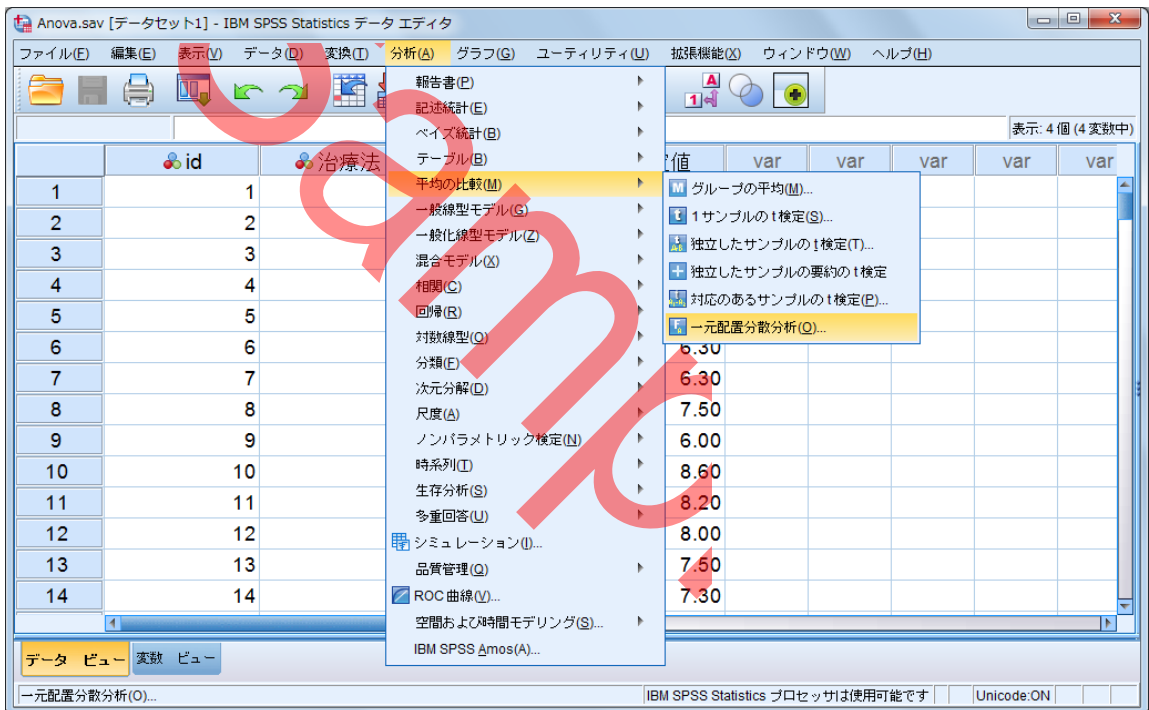 Anova.sav [データセット1] - IBM SPSS Statistics データ エディタ
ファイル(F) 編集(E) 表示(V) データ(D) 変換(T) 分析(A) グラフ(G) ユーティリティ(U) 拡張機能(X) ウィンドウ(W) ヘルプ(H)
表示: 4 個 (4 変数中)
id 治療法 値 var var var var var
1 1
2 2
3 3
4 4
5 5
6 6 6.30
7 7 6.30
8 8 7.50
9 9 6.00
10 10 8.60
11 11 8.20
12 12 8.00
13 13 7.50
14 14 7.30
報告書(P)
記述統計(E)
ベイズ統計(B)
テーブル(B)
平均の比較(M)
一般線型モデル(G)
一般化線型モデル(Z)
混合モデル(X)
相関(C)
回帰(R)
対数線型(O)
分類(F)
次元分解(D)
尺度(A)
ノンパラメトリック検定(N)
時系列(T)
生存分析(S)
多重回答(U)
シミュレーション(I)...
品質管理(Q)
ROC 曲線(V)...
空間および時間モデリング(S)...
IBM SPSS Amos(A)...
グループの平均(M)...
1 サンプルの t 検定(S)...
独立したサンプルの t 検定(T)...
独立したサンプルの要約の t 検定
対応のあるサンプルの t 検定(P)...
一元配置分散分析(O)...
データ ビュー 変数 ビュー
一元配置分散分析(O)... IBM SPSS Statistics プロセッサは使用可能です Unicode:ON